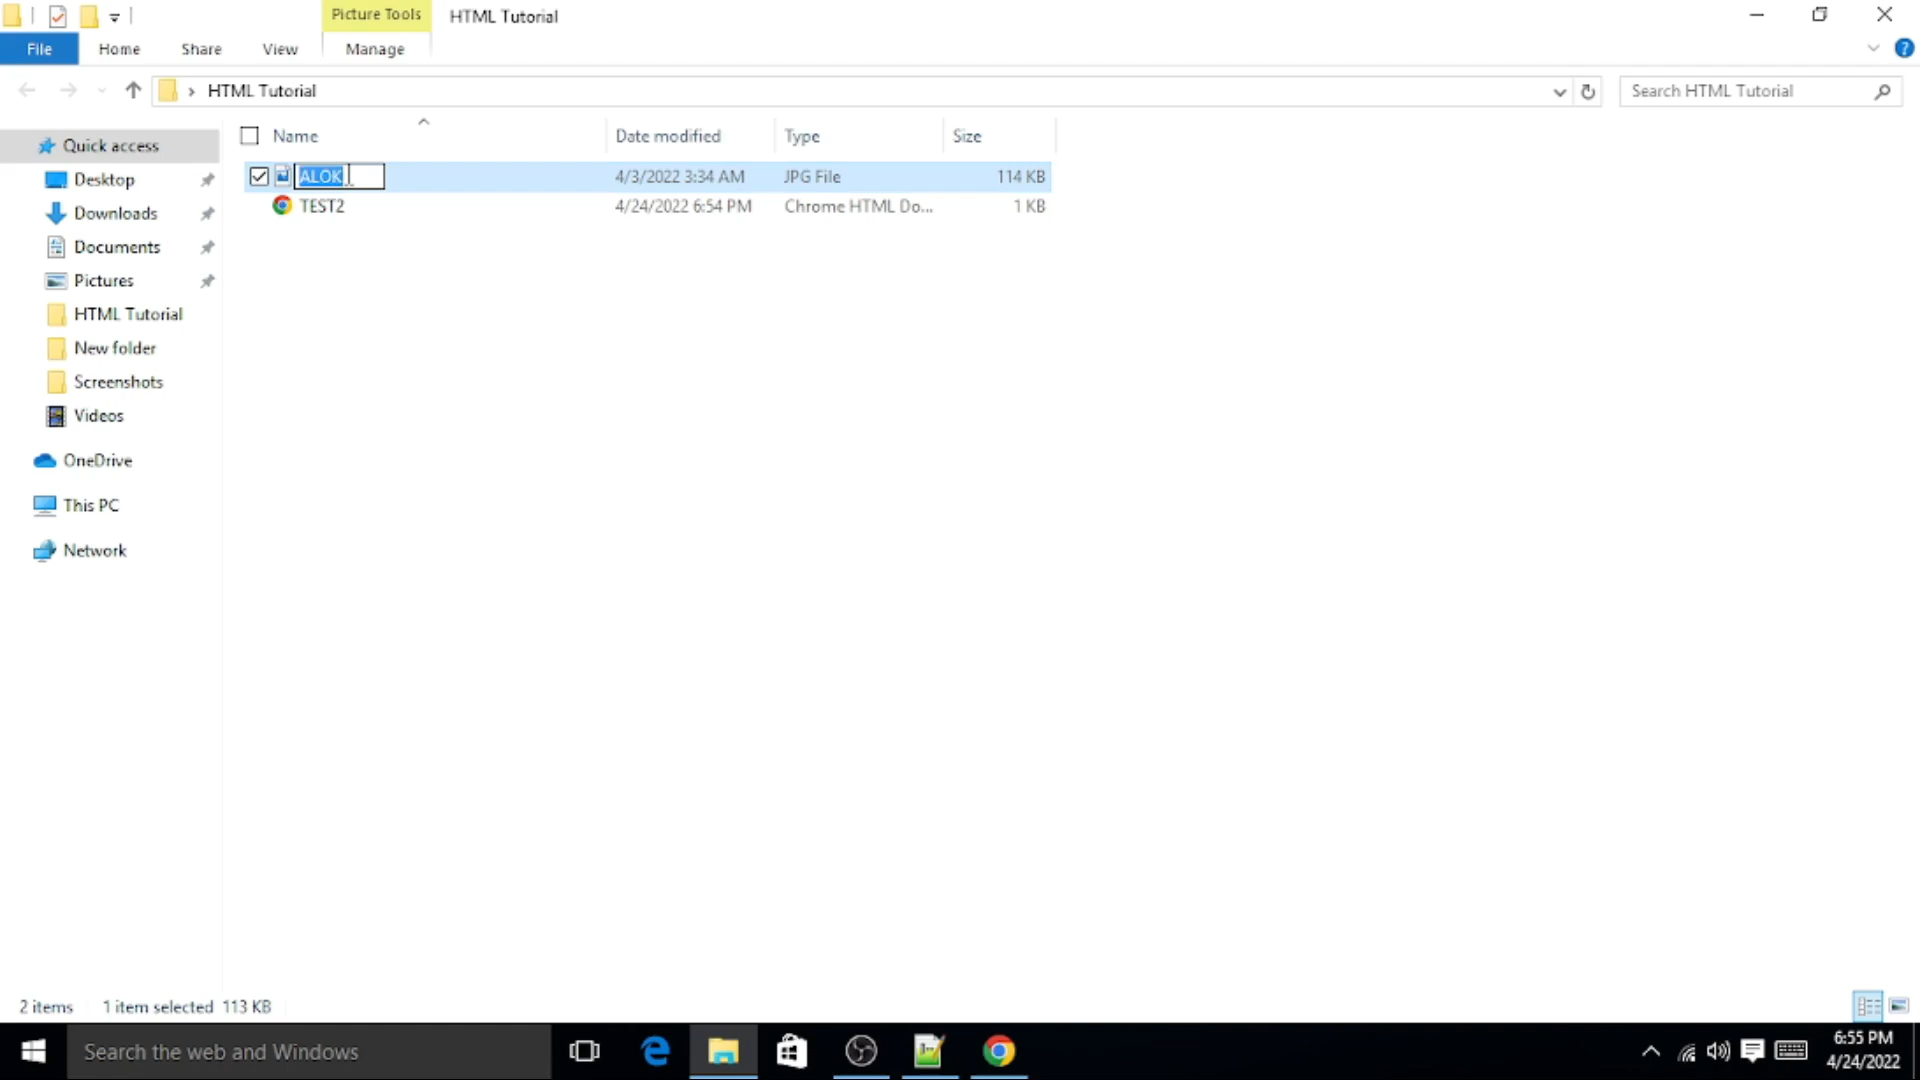 Picture Tools
HTML Tutorial
File
Home
Share
View
Manage
HTML Tutorial
Search HTML Tutorial
Name
Date modified
Type
Size
ALOK
4/3/2022 3:34 AM
JPG File
114 KB
TEST2
4/24/2022 6:54 PM
Chrome HTML Do...
1 KB
Quick access
Desktop
Downloads
Documents
Pictures
HTML Tutorial
New folder
Screenshots
Videos
OneDrive
This PC
Network
2 items
1 item selected 113 KB
Search the web and Windows
6:55 PM
4/24/2022